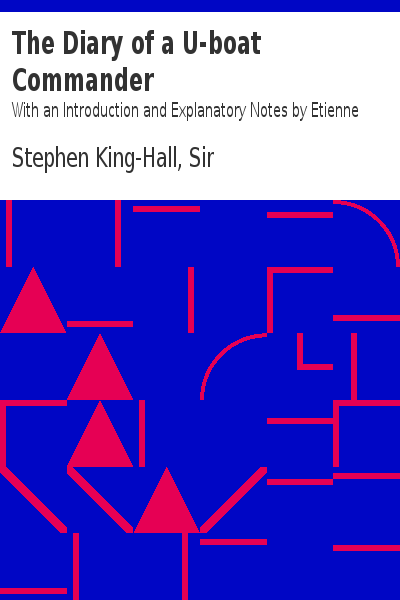 The Diary of a U-boat
Commander
With an Introduction and Explanatory Notes by Etienne
Stephen King-Hall, Sir